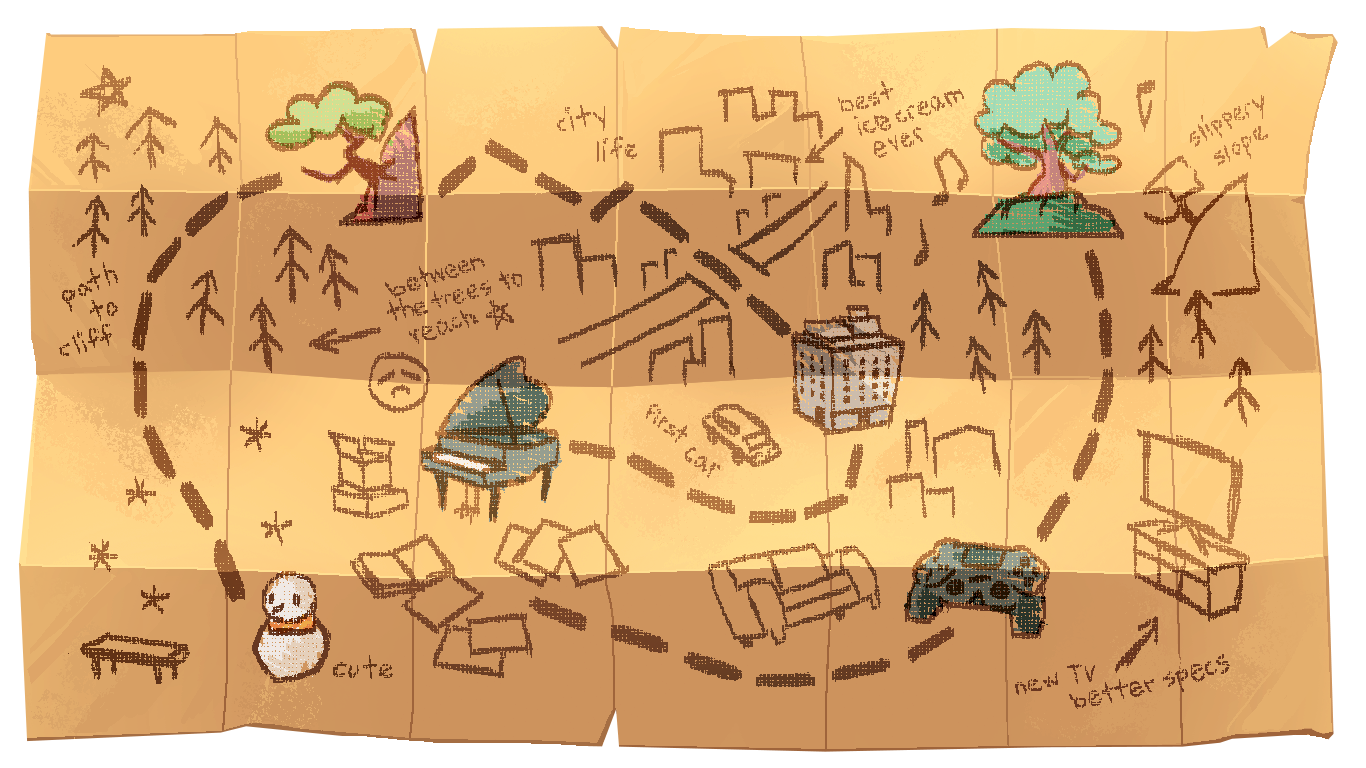 city
life
best
ice cream
ever
slippery
slope
path
to
cliff
between
the trees to
reach
first
car
cute
new TV
better specs